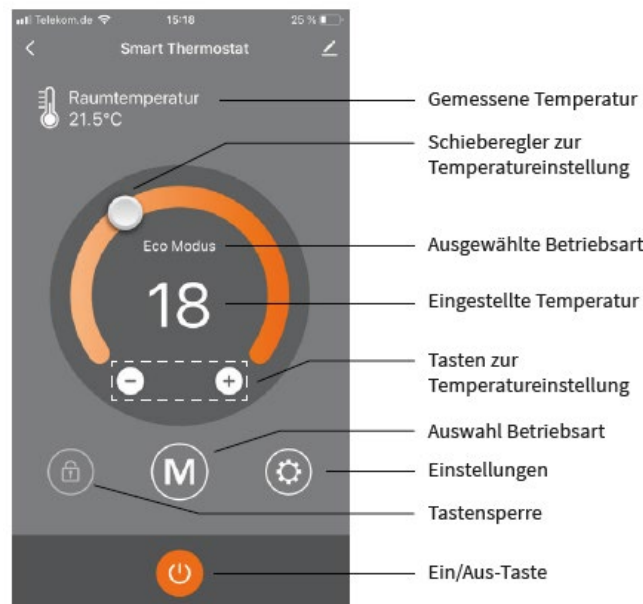 Telekom.de 15:18 25 %
Smart Thermostat
Raumtemperatur
21.5°C
Gemessene Temperatur
Schieberegler zur
Temperatureinstellung
Eco Modus
Ausgewählte Betriebsart
18
Eingestellte Temperatur
Tasten zur
Temperatureinstellung
Auswahl Betriebsart
M
Einstellungen
Tastensperre
Ein/Aus-Taste